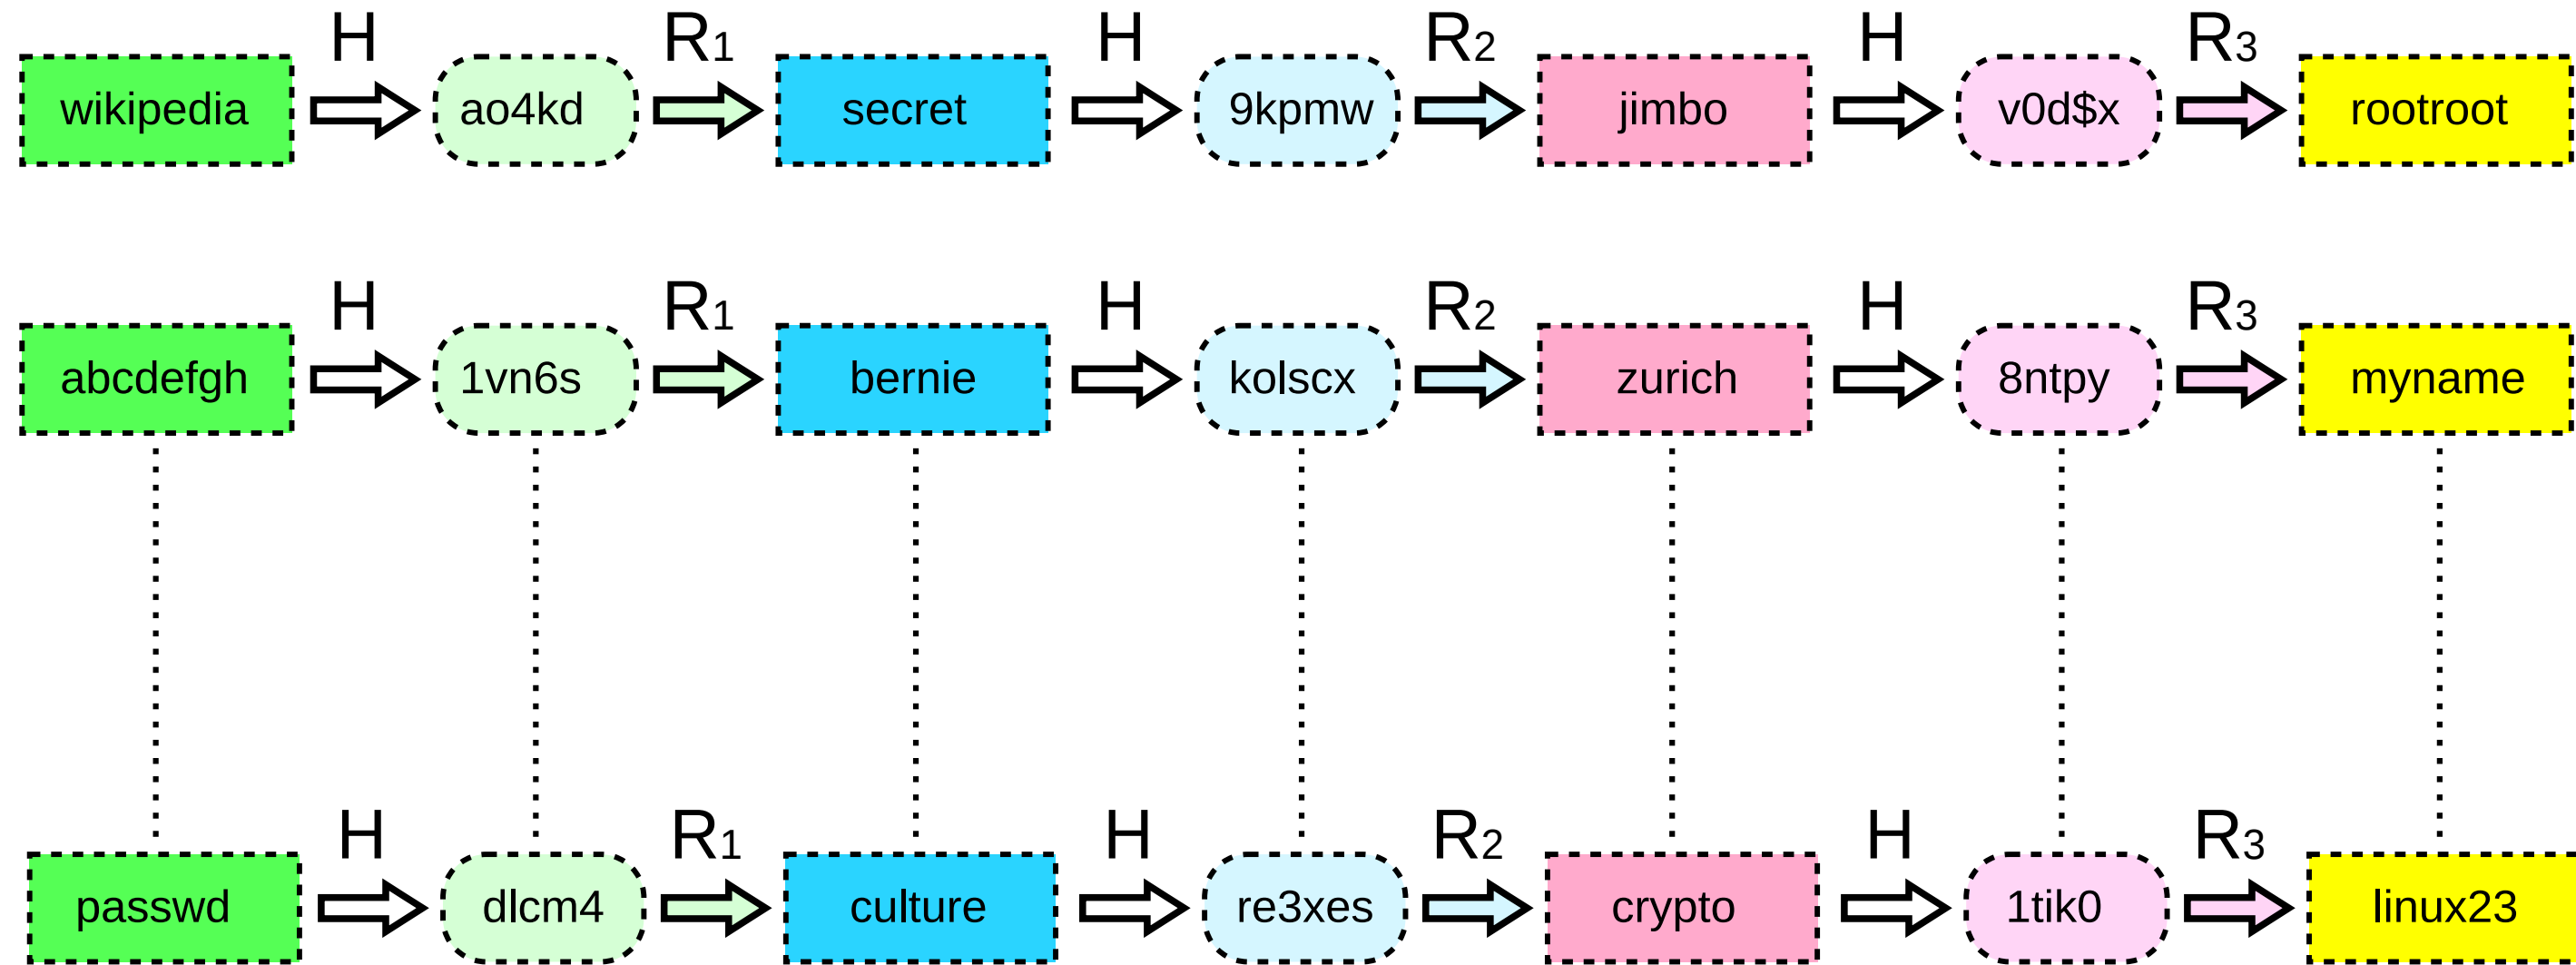 H R1 H R2 H R3
wikipedia ao4kd secret 9kpmw jimbo v0d$x rootroot
H R1 H R2 H R3
abcdefgh 1vn6s bernie kolscx zurich 8ntpy myname
H R1 H R2 H R3
passwd dlcm4 culture re3xes crypto 1tik0 linux23